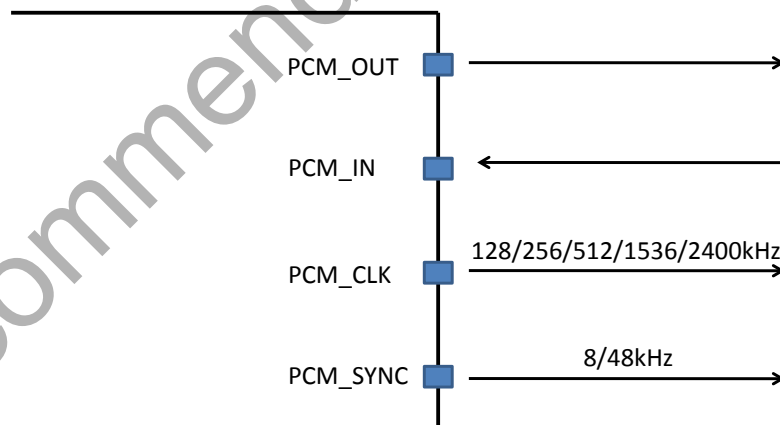 PCM_OUT
PCM_IN
128/256/512/1536/2400kHz
PCM_CLK
8/48kHz
PCM_SYNC